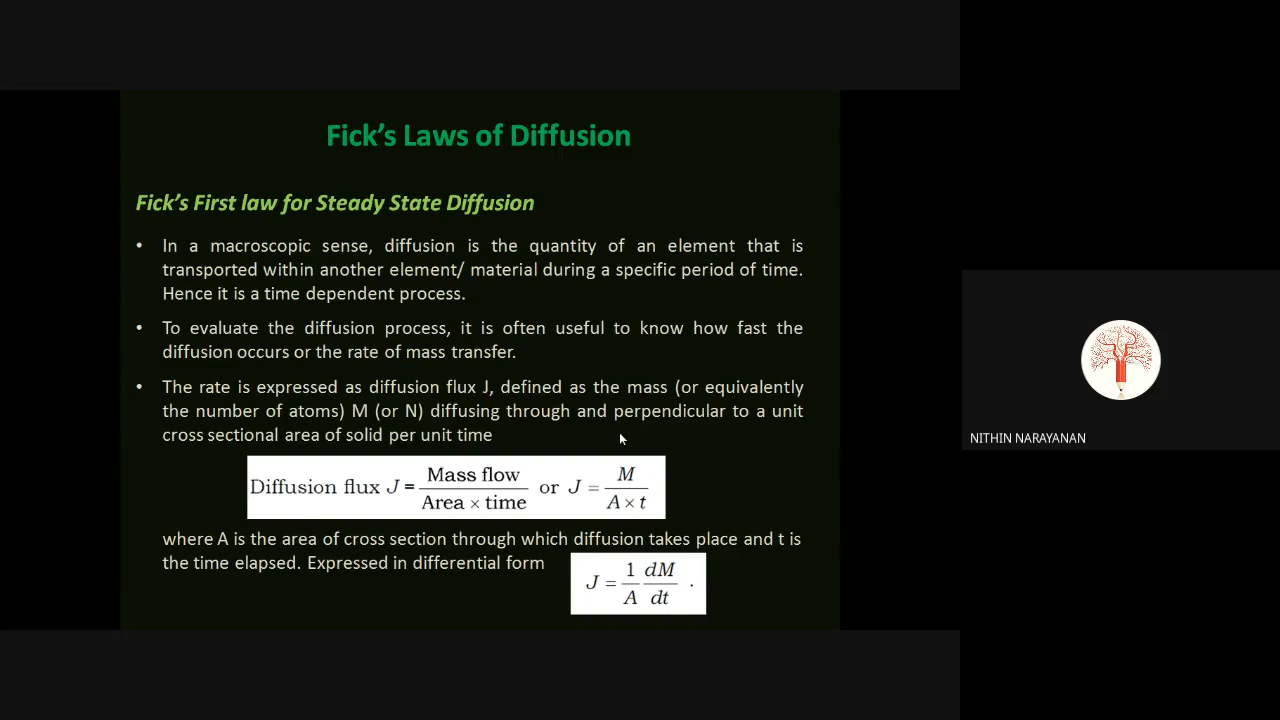 Fick's Laws of Diffusion
Fick's First law for Steady State Diffusion
• In a macroscopic sense, diffusion is the quantity of an element that is
transported within another element/ material during a specific period of time.
Hence it is a time dependent process.
• To evaluate the diffusion process, it is often useful to know how fast the
diffusion occurs or the rate of mass transfer.
• The rate is expressed as diffusion flux J, defined as the mass (or equivalently
the number of atoms) M (or N) diffusing through and perpendicular to a unit
cross sectional area of solid per unit time
Diffusion flux J = Mass flow / Area × time or J = M / A × t
where A is the area of cross section through which diffusion takes place and t is
the time elapsed. Expressed in differential form
J = 1/A dM/dt .
NITHIN NARAYANAN